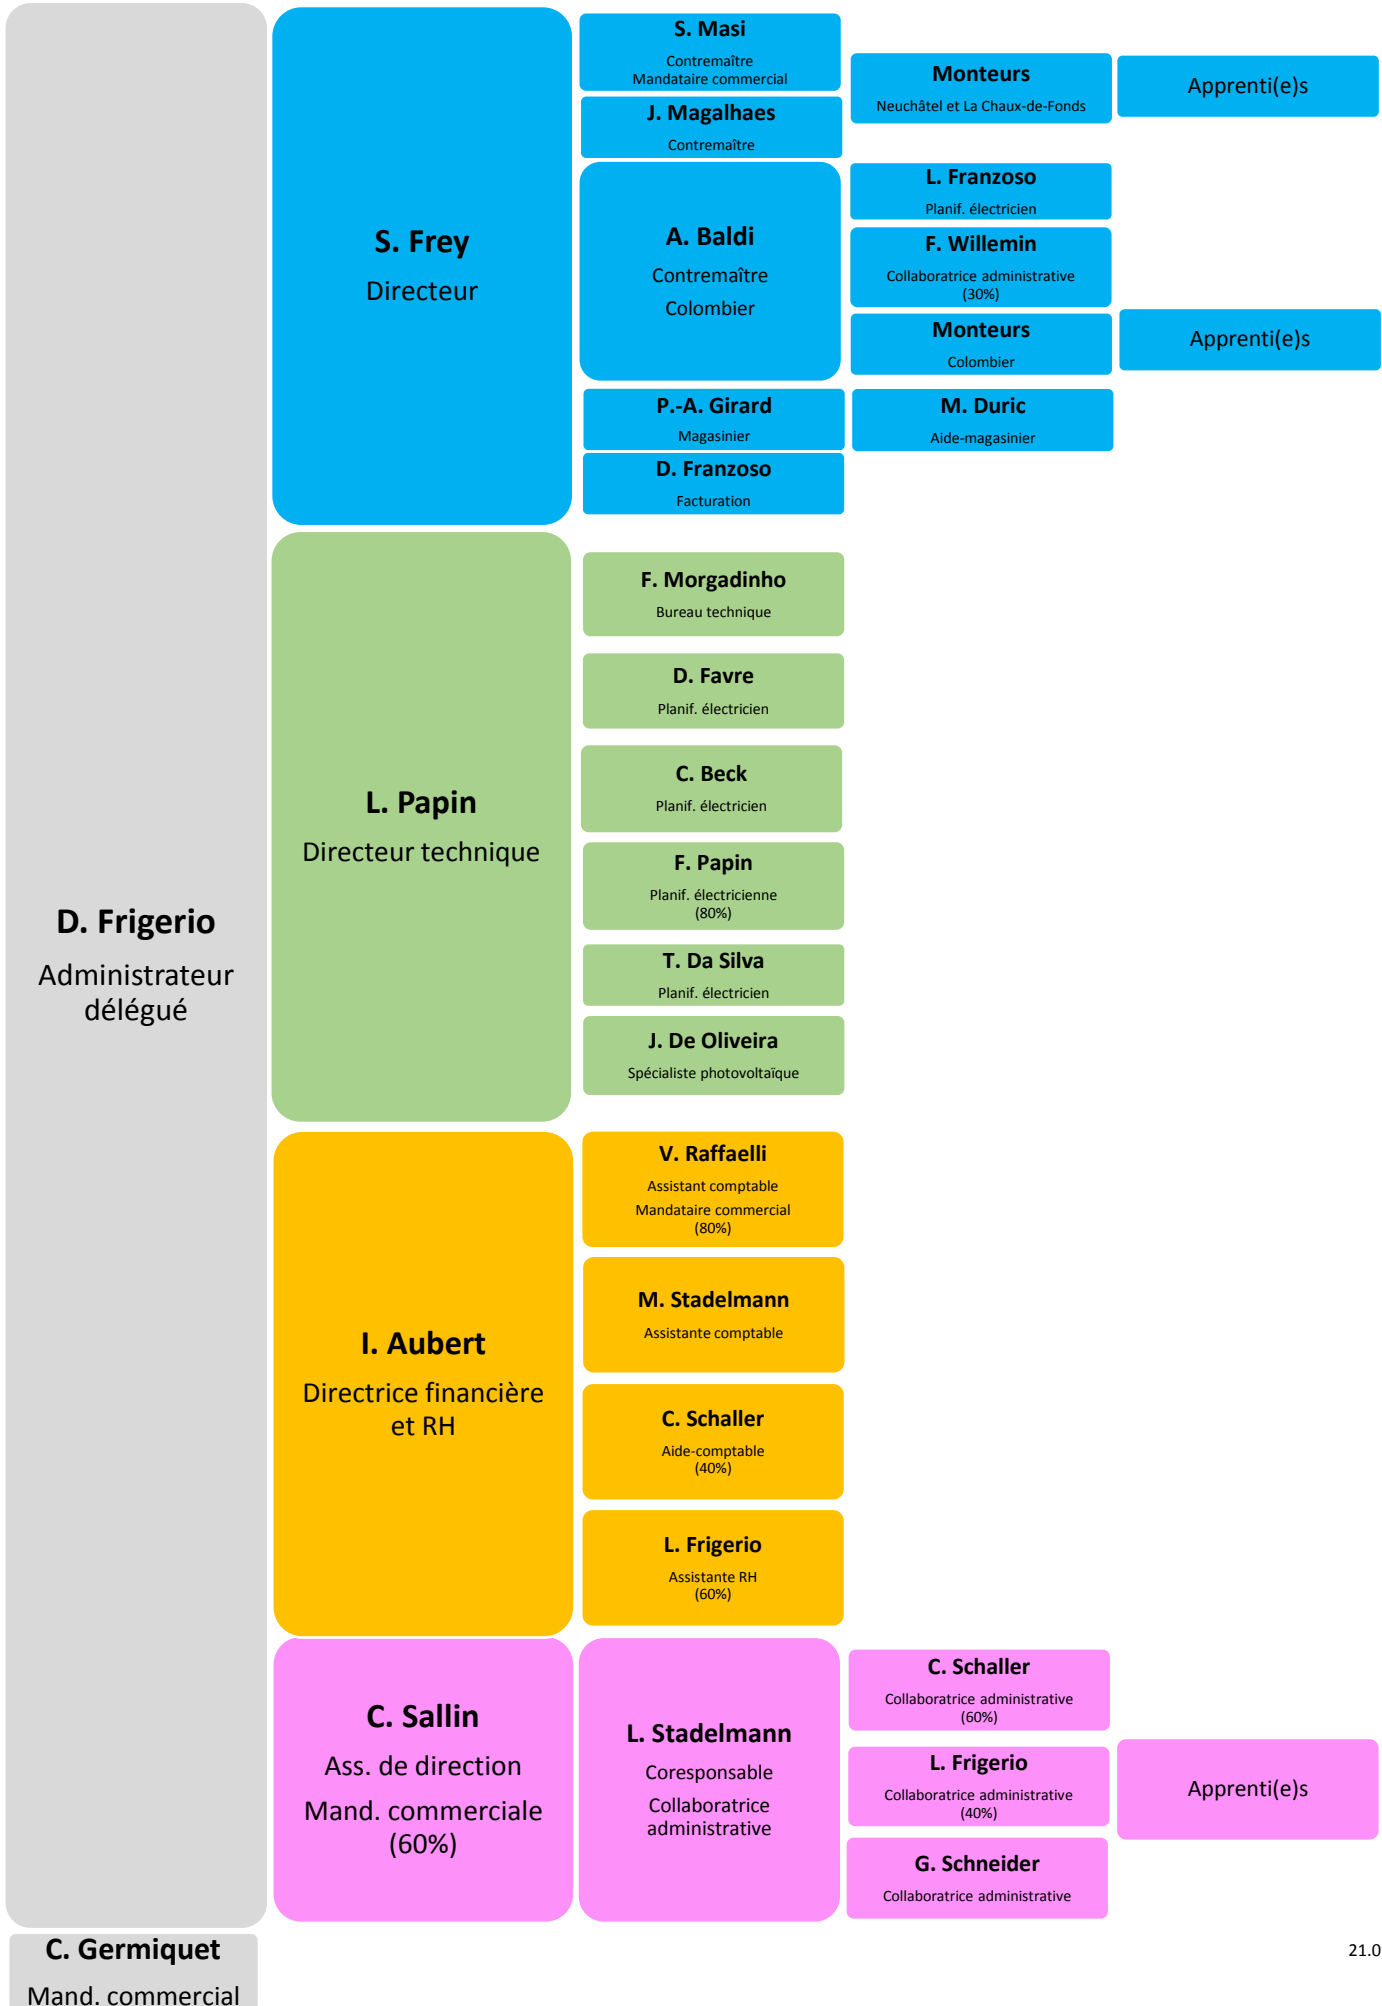 D. Frigerio
Administrateur
délégué
S. Frey
Directeur
S. Masi
Contremaître
Mandataire commercial
J. Magalhaes
Contremaître
Monteurs
Neuchâtel et La Chaux-de-Fonds
Apprenti(e)s
A. Baldi
Contremaître
Colombier
L. Franzoso
Planif. électricien
F. Willemin
Collaboratrice administrative
(30%)
Monteurs
Colombier
Apprenti(e)s
P.-A. Girard
Magasinier
M. Duric
Aide-magasinier
D. Franzoso
Facturation
L. Papin
Directeur technique
F. Morgadinho
Bureau technique
D. Favre
Planif. électricien
C. Beck
Planif. électricien
F. Papin
Planif. électricienne
(80%)
T. Da Silva
Planif. électricien
J. De Oliveira
Spécialiste photovoltaïque
I. Aubert
Directrice financière
et RH
V. Raffaelli
Assistant comptable
Mandataire commercial
(80%)
M. Stadelmann
Assistante comptable
C. Schaller
Aide-comptable
(40%)
L. Frigerio
Assistante RH
(60%)
C. Sallin
Ass. de direction
Mand. commerciale
(60%)
L. Stadelmann
Coresponsable
Collaboratrice
administrative
C. Schaller
Collaboratrice administrative
(60%)
L. Frigerio
Collaboratrice administrative
(40%)
G. Schneider
Collaboratrice administrative
Apprenti(e)s
C. Germiquet
Mand. commercial
21.0